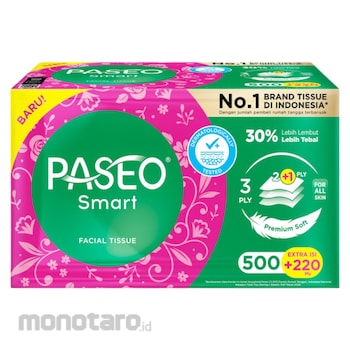 BARU!
PASEO®
Smart
FACIAL TISSUE
DERMATOLOGICALLY
TESTED
No.1 BRAND TISSUE
DI INDONESIA*
Dengan jumlah pembeli rumah tangga terbanyak
30% Lebih Lembut
Lebih Tebal
3
PLY
2+1
PLY
FOR
ALL
SKIN
Premium Soft
500
EXTRA ISI
+220
Ply
monotaro.id